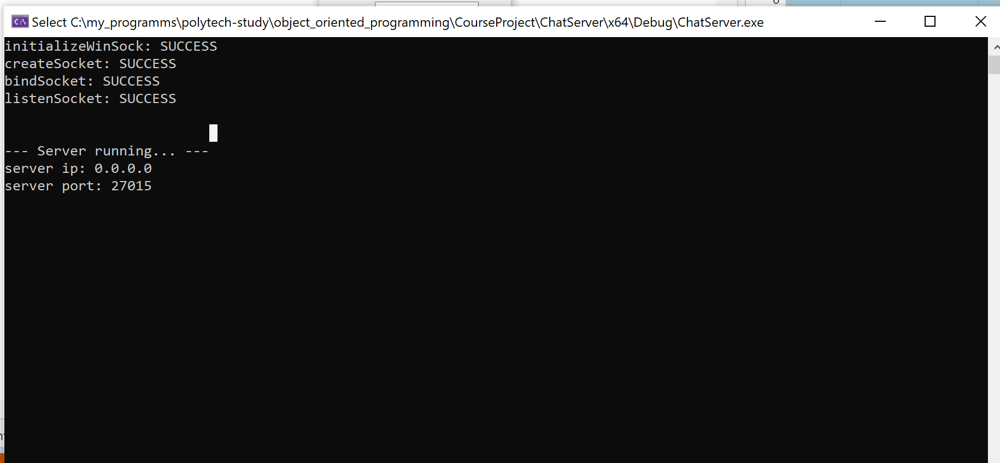 Select C:\my_programms\polytech-study\object_oriented_programming\CourseProject\ChatServer\x64\Debug\ChatServer.exe
initializeWinSock: SUCCESS
createSocket: SUCCESS
bindSocket: SUCCESS
listenSocket: SUCCESS
--- Server running... ---
server ip: 0.0.0.0
server port: 27015